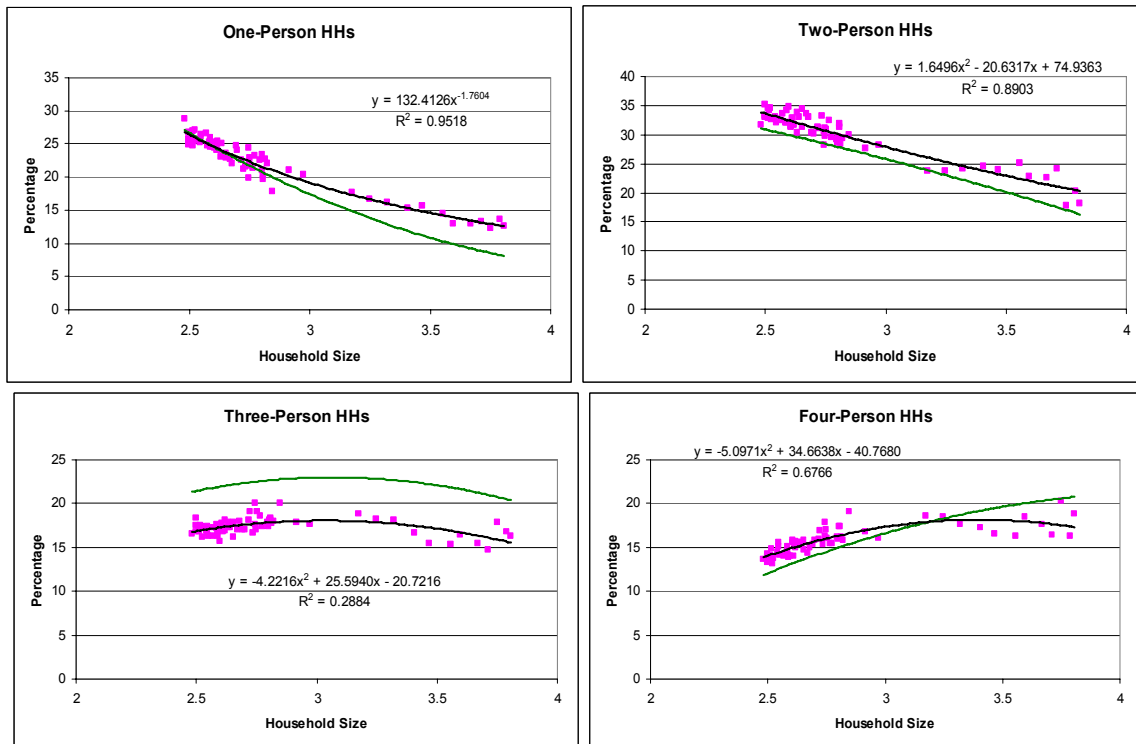 One-Person HHs
y = 132.4126x^-1.7604
R² = 0.9518
Percentage
35
30
25
20
15
10
5
0
2 2.5 3 3.5 4
Household Size
Two-Person HHs
y = 1.6496x² - 20.6317x + 74.9363
R² = 0.8903
Percentage
40
35
30
25
20
15
10
5
0
2 2.5 3 3.5 4
Household Size
Three-Person HHs
Percentage
25
20
15
10
5
0
y = -4.2216x² + 25.5940x - 20.7216
R² = 0.2884
2 2.5 3 3.5 4
Household Size
Four-Person HHs
y = -5.0971x² + 34.6638x - 40.7680
R² = 0.6766
Percentage
25
20
15
10
5
0
2 2.5 3 3.5 4
Household Size